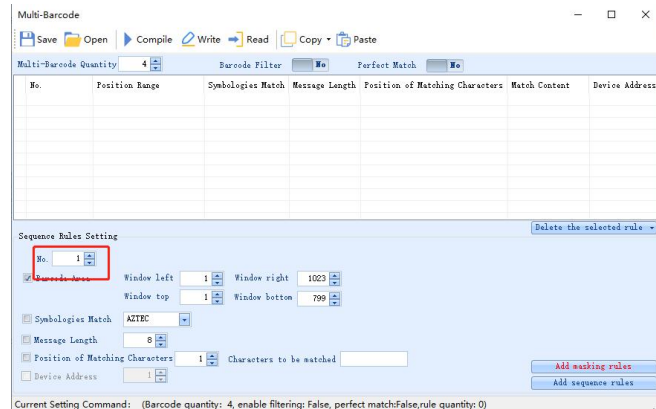 Multi-Barcode
Save Open Compile Write Read Copy Paste
Multi-Barcode Quantity 4 Barcode Filter No Perfect Match No
No. Position Range Symbologies Match Message Length Position of Matching Characters Match Content Device Address
Delete the selected rule
Sequence Rules Setting
No. 1
Barcode Area Window left 1 Window right 1023
Window top 1 Window bottom 799
Symbologies Match AZTEC
Message Length 8
Position of Matching Characters 1 Characters to be matched
Add masking rules
Device Address 1
Add sequence rules
Current Setting Command: (Barcode quantity: 4, enable filtering: False, perfect match:False,rule quantity: 0)